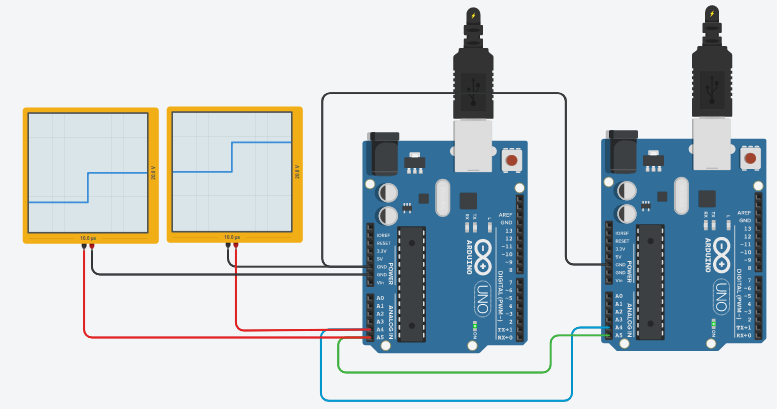 10.0 µs
20.0 V
10.0 µs
20.0 V
IOREF
RESET
3.3V
5V
GND
GND
Vin
POWER
A0
A1
A2
A3
A4
A5
ANALOG IN
AREF
GND
13
12
~11
~10
~9
8
7
~6
~5
4
~3
2
TX→1
RX←0
DIGITAL (PWM~)
ARDUINO
UNO
RX
TX
L
ON
IOREF
RESET
3.3V
5V
GND
GND
Vin
POWER
A0
A1
A2
A3
A4
A5
ANALOG IN
AREF
GND
13
12
~11
~10
~9
8
7
~6
~5
4
~3
2
TX→1
RX←0
DIGITAL (PWM~)
ARDUINO
UNO
RX
TX
L
ON